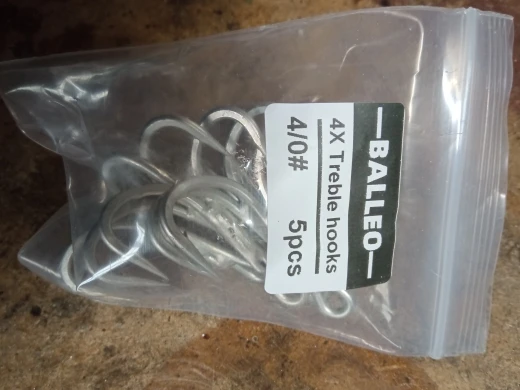 BALLEO
4X Treble hooks
4/0# 5pcs